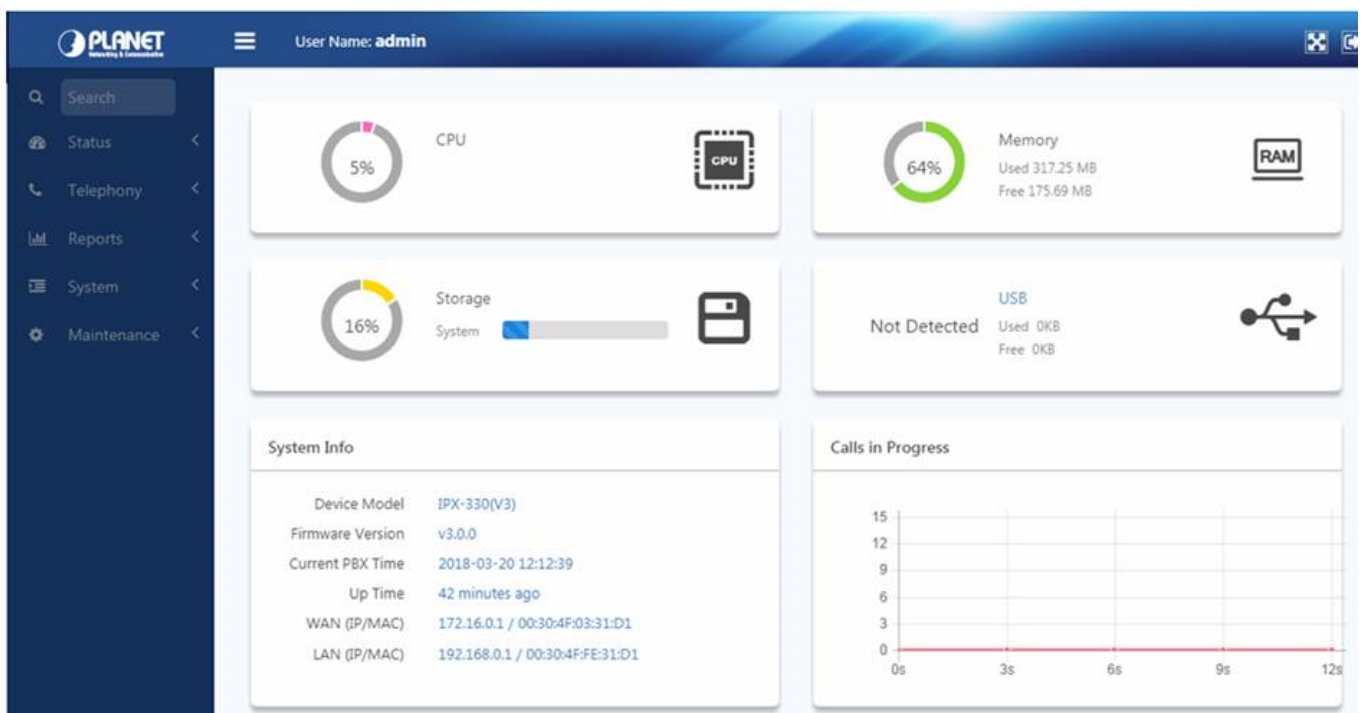 PLANET
Networking & Communication
User Name: admin
Search
Status
Telephony
Reports
System
Maintenance
5%
CPU
CPU
64%
Memory
Used 317.25 MB
Free 175.69 MB
RAM
16%
Storage
System
Not Detected
USB
Used 0KB
Free 0KB
System Info
Device Model IPX-330(V3)
Firmware Version v3.0.0
Current PBX Time 2018-03-20 12:12:39
Up Time 42 minutes ago
WAN (IP/MAC) 172.16.0.1 / 00:30:4F:03:31:D1
LAN (IP/MAC) 192.168.0.1 / 00:30:4F:FE:31:D1
Calls in Progress
15
12
9
6
3
0
0s 3s 6s 9s 12s